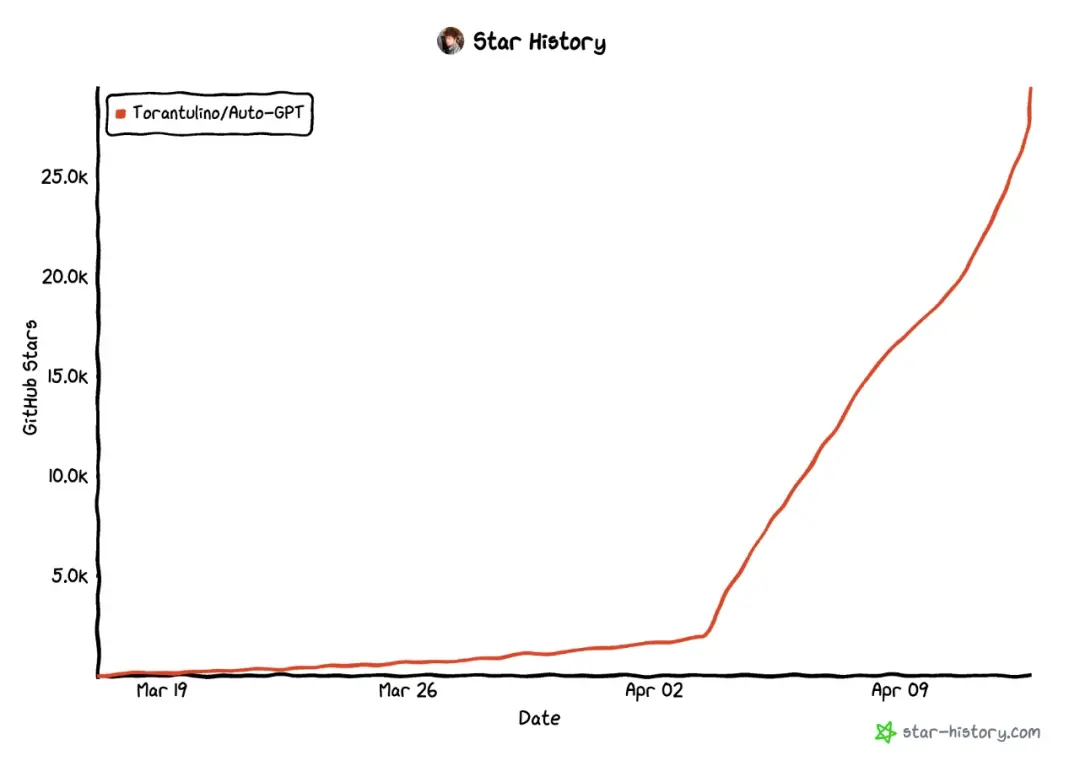 Star History
Torantulino/Auto-GPT
25.0k
20.0k
15.0k
10.0k
5.0k
GitHub Stars
Mar 19
Mar 26
Apr 02
Apr 09
Date
star-history.com